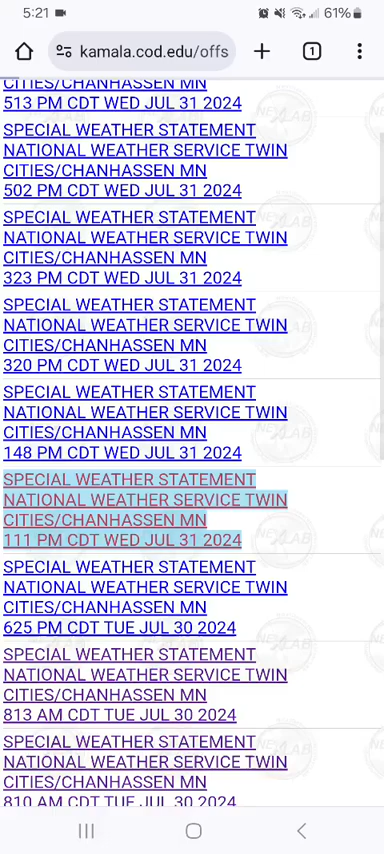 5:21
61%
kamala.cod.edu/offs
1
CITIES/CHANHASSEN MN
513 PM CDT WED JUL 31 2024
SPECIAL WEATHER STATEMENT
NATIONAL WEATHER SERVICE TWIN
CITIES/CHANHASSEN MN
502 PM CDT WED JUL 31 2024
SPECIAL WEATHER STATEMENT
NATIONAL WEATHER SERVICE TWIN
CITIES/CHANHASSEN MN
323 PM CDT WED JUL 31 2024
SPECIAL WEATHER STATEMENT
NATIONAL WEATHER SERVICE TWIN
CITIES/CHANHASSEN MN
320 PM CDT WED JUL 31 2024
SPECIAL WEATHER STATEMENT
NATIONAL WEATHER SERVICE TWIN
CITIES/CHANHASSEN MN
148 PM CDT WED JUL 31 2024
SPECIAL WEATHER STATEMENT
NATIONAL WEATHER SERVICE TWIN
CITIES/CHANHASSEN MN
111 PM CDT WED JUL 31 2024
SPECIAL WEATHER STATEMENT
NATIONAL WEATHER SERVICE TWIN
CITIES/CHANHASSEN MN
625 PM CDT TUE JUL 30 2024
SPECIAL WEATHER STATEMENT
NATIONAL WEATHER SERVICE TWIN
CITIES/CHANHASSEN MN
813 AM CDT TUE JUL 30 2024
SPECIAL WEATHER STATEMENT
NATIONAL WEATHER SERVICE TWIN
CITIES/CHANHASSEN MN
810 AM CDT TUE JUL 30 2024